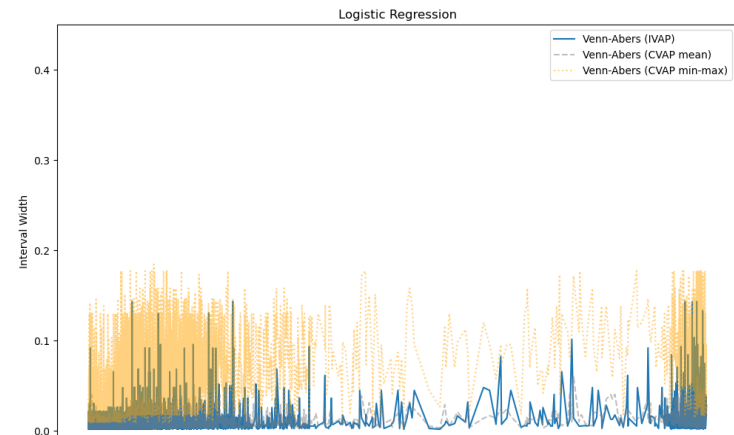 Logistic Regression
Venn-Abers (IVAP)
Venn-Abers (CVAP mean)
Venn-Abers (CVAP min-max)
0.4
0.3
0.2
0.1
0.0
Interval Width